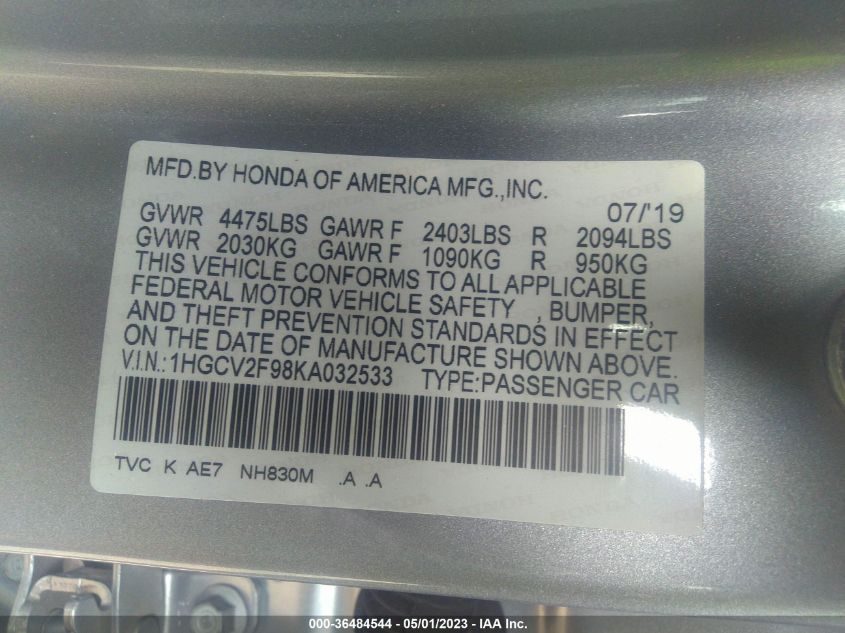 MFD.BY HONDA OF AMERICA MFG.,INC.
07/'19
GVWR 4475LBS GAWR F 2403LBS R 2094LBS
GVWR 2030KG GAWR F 1090KG R 950KG
THIS VEHICLE CONFORMS TO ALL APPLICABLE
FEDERAL MOTOR VEHICLE SAFETY , BUMPER,
AND THEFT PREVENTION STANDARDS IN EFFECT
ON THE DATE OF MANUFACTURE SHOWN ABOVE.
V.I.N.:1HGCV2F98KA032533 TYPE:PASSENGER CAR
TVC K AE7 NH830M .A .A
000-36484544 — 05/01/2023 — IAA Inc.